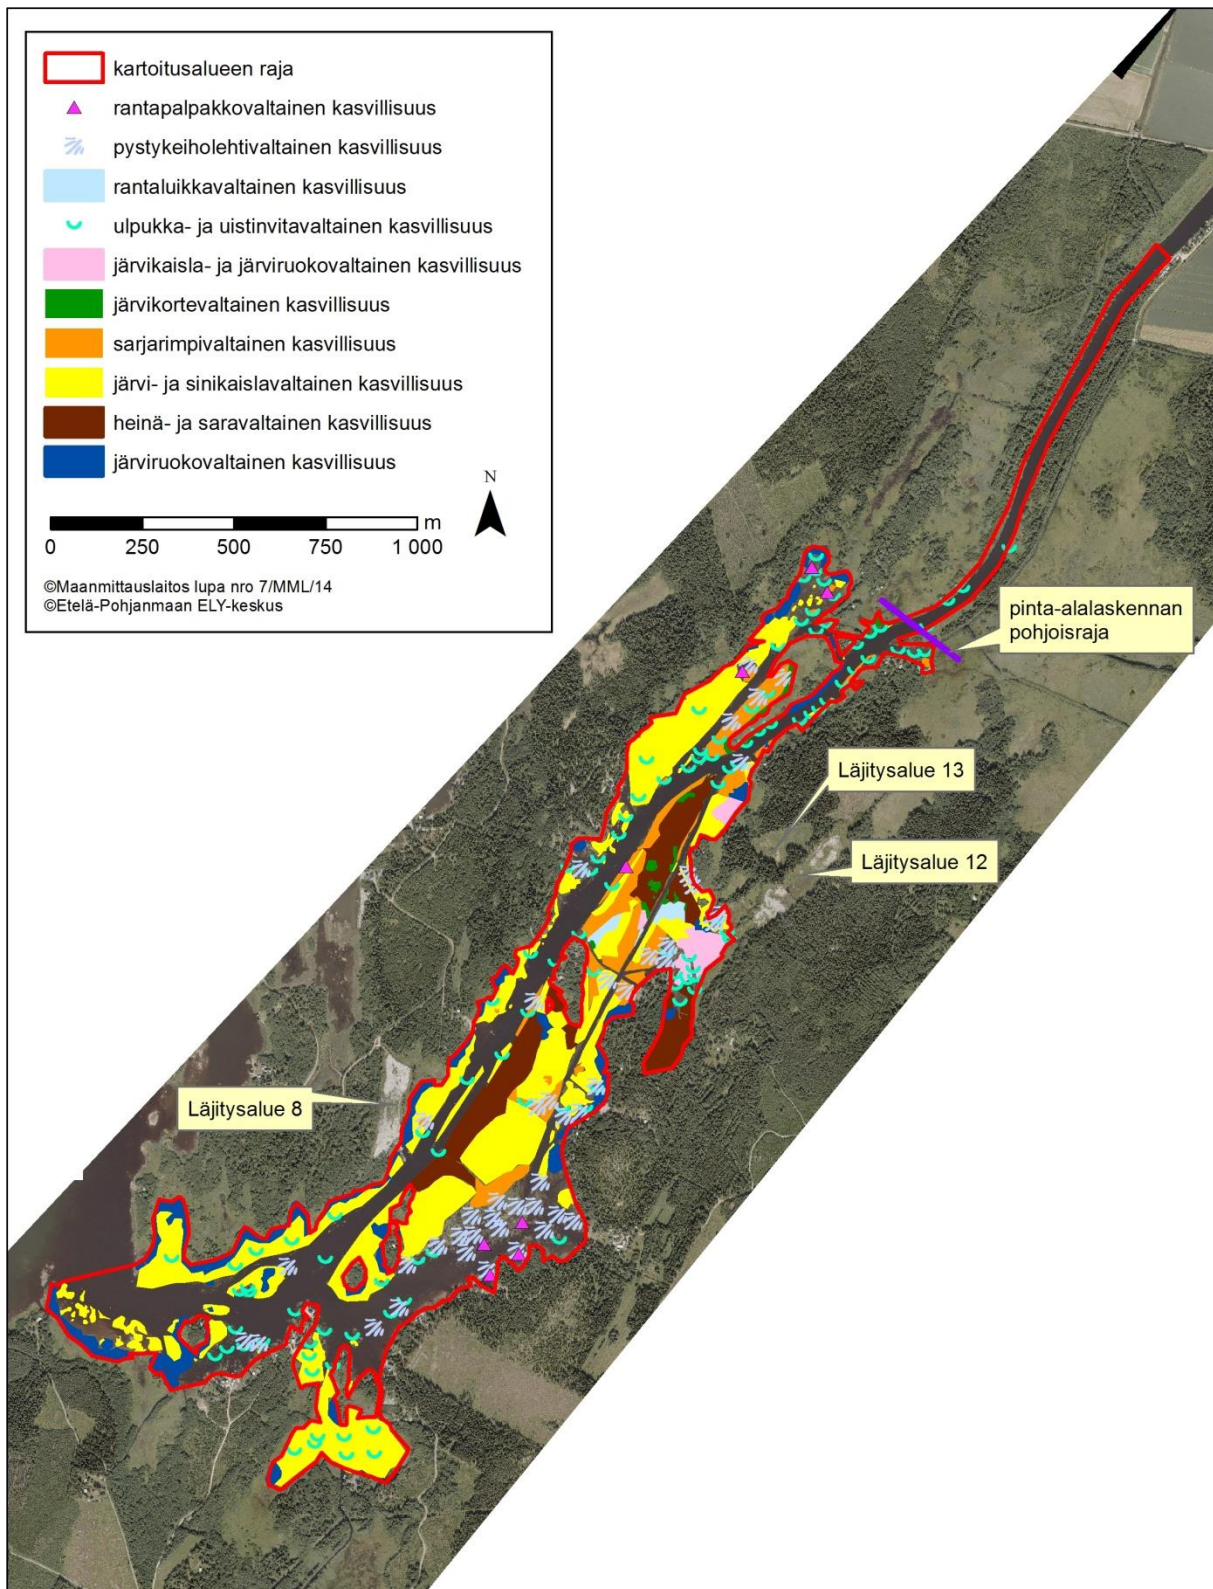 kartoitusalueen raja
rantapalpakkovaltainen kasvillisuus
pystykeiholehtivaltainen kasvillisuus
rantaluikkavaltainen kasvillisuus
ulpukka- ja uistinvitavaltainen kasvillisuus
järvikaisla- ja järviruokovaltainen kasvillisuus
järvikortevaltainen kasvillisuus
sarjarimpivaltainen kasvillisuus
järvi- ja sinikaislavaltainen kasvillisuus
heinä- ja saravaltainen kasvillisuus
järviruokovaltainen kasvillisuus
N
m
0 250 500 750 1 000
©Maanmittauslaitos lupa nro 7/MML/14
©Etelä-Pohjanmaan ELY-keskus
pinta-alalaskennan
pohjoisraja
Läjitysalue 13
Läjitysalue 12
Läjitysalue 8